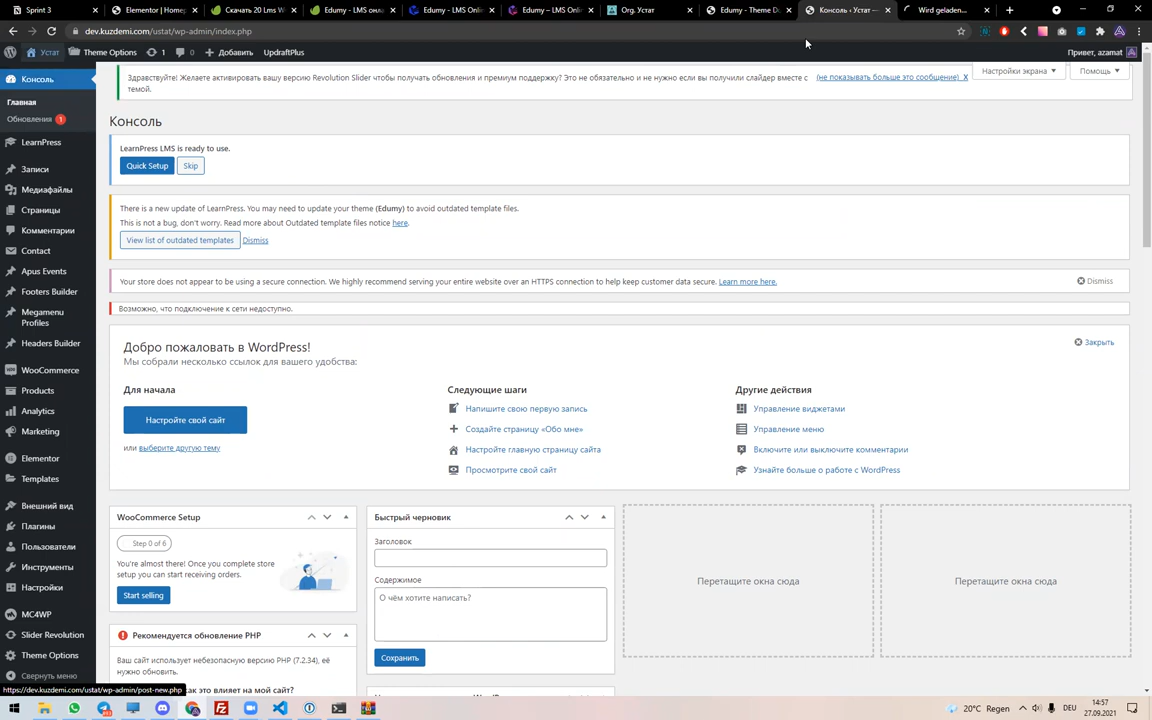 Sprint 3
Elementor | Homep
Скачать 20 Lms W
Edumy - LMS онла
Edumy - LMS Onli
Edumy – LMS Onli
Org. Устат
Edumy - Theme Do
Консоль ‹ Устат —
Wird geladen...
dev.kuzdemi.com/ustat/wp-admin/index.php
Устат
Theme Options
1
0
Добавить
UpdraftPlus
Привет, azamat
Консоль
Главная
Обновления 1
LearnPress
Записи
Медиафайлы
Страницы
Комментарии
Contact
Apus Events
Footers Builder
Megamenu
Profiles
Headers Builder
WooCommerce
Products
Analytics
Marketing
Elementor
Templates
Внешний вид
Плагины
Пользователи
Инструменты
Настройки
MC4WP
Slider Revolution
Theme Options
Свернуть меню
Здравствуйте! Желаете активировать вашу версию Revolution Slider чтобы получать обновления и премиум поддержку? Это не обязательно и не нужно если вы получили слайдер вместе с
темой.
(не показывать больше это сообщение) X
Настройки экрана
Помощь
Консоль
LearnPress LMS is ready to use.
Quick Setup
Skip
There is a new update of LearnPress. You may need to update your theme (Edumy) to avoid outdated template files.
This is not a bug, don't worry. Read more about Outdated template files notice here.
View list of outdated templates
Dismiss
Your store does not appear to be using a secure connection. We highly recommend serving your entire website over an HTTPS connection to help keep customer data secure. Learn more here.
Dismiss
Возможно, что подключение к сети недоступно.
Добро пожаловать в WordPress!
Мы собрали несколько ссылок для вашего удобства:
Закрыть
Для начала
Настройте свой сайт
или выберите другую тему
Следующие шаги
Напишите свою первую запись
Создайте страницу «Обо мне»
Настройте главную страницу сайта
Просмотрите свой сайт
Другие действия
Управление виджетами
Управление меню
Включите или выключите комментарии
Узнайте больше о работе с WordPress
WooCommerce Setup
Step 0 of 6
You're almost there! Once you complete store
setup you can start receiving orders.
Start selling
Рекомендуется обновление PHP
Ваш сайт использует небезопасную версию PHP (7.2.34), её
нужно обновить.
как это влияет на мой сайт?
Быстрый черновик
Заголовок
Содержимое
О чём хотите написать?
Сохранить
Перетащите окна сюда
Перетащите окна сюда
https://dev.kuzdemi.com/ustat/wp-admin/post-new.php
20°C Regen
DEU
14:57
27.09.2021